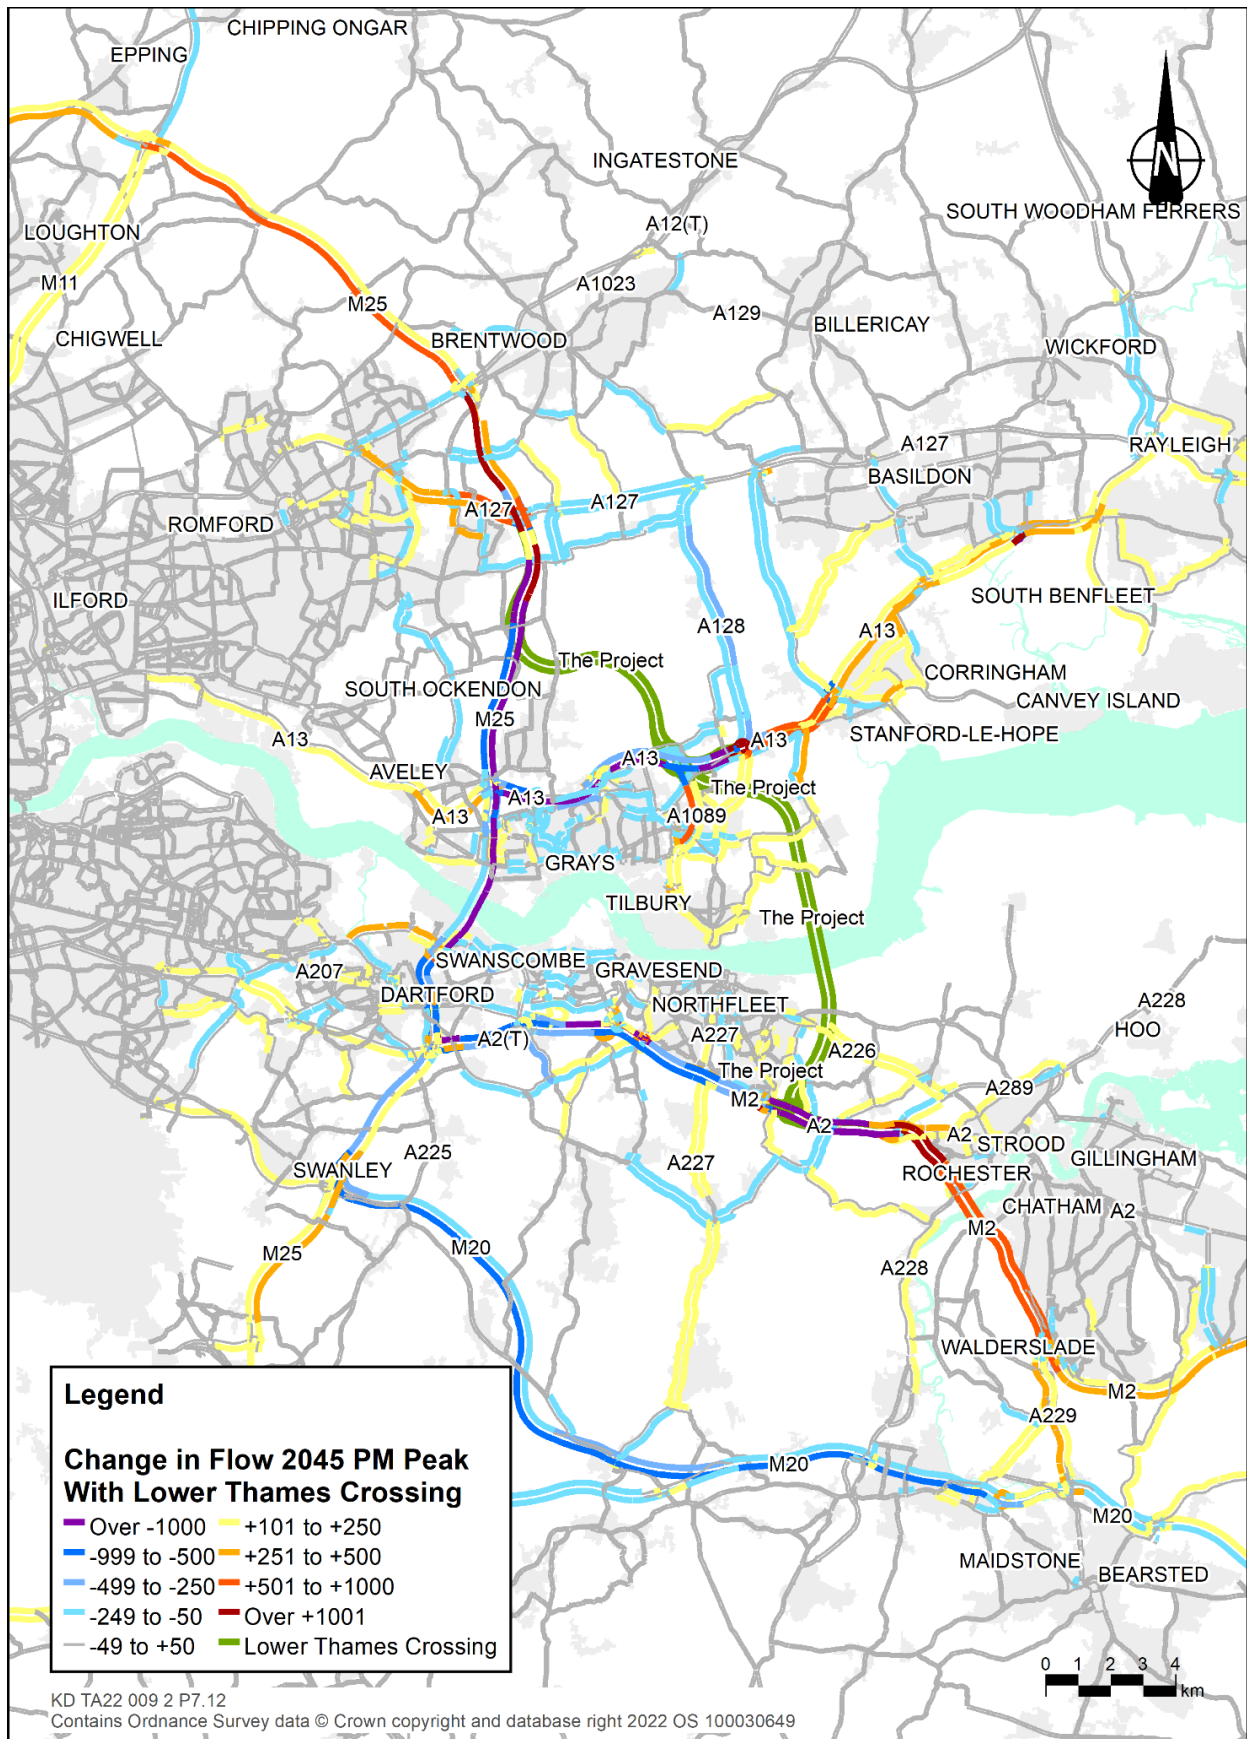 CHIPPING ONGAR
EPPING
N
INGATESTONE
SOUTH WOODHAM FERRERS
A12(T)
LOUGHTON
M11
A1023
M25
A129
BILLERICAY
CHIGWELL
BRENTWOOD
WICKFORD
A127
RAYLEIGH
BASILDON
A127
A127
ROMFORD
ILFORD
SOUTH BENFLEET
A128
A13
The Project
CORRINGHAM
SOUTH OCKENDON
CANVEY ISLAND
M25
STANFORD-LE-HOPE
A13
A13
A13
AVELEY
The Project
A13
A13
A1089
GRAYS
TILBURY
The Project
SWANSCOMBE
GRAVESEND
A207
DARTFORD
NORTHFLEET
A228
HOO
A2(T)
A227
A226
The Project
A289
M2
A2
A2
STROOD
A225
GILLINGHAM
SWANLEY
A227
ROCHESTER
CHATHAM
A2
M2
M25
M20
A228
WALDERSLADE
M2
A229
M20
M20
MAIDSTONE
BEARSTED
Legend
Change in Flow 2045 PM Peak
With Lower Thames Crossing
Over -1000 +101 to +250
-999 to -500 +251 to +500
-499 to -250 +501 to +1000
-249 to -50 Over +1001
-49 to +50 Lower Thames Crossing
0 1 2 3 4
km
KD TA22 009 2 P7.12
Contains Ordnance Survey data © Crown copyright and database right 2022 OS 100030649